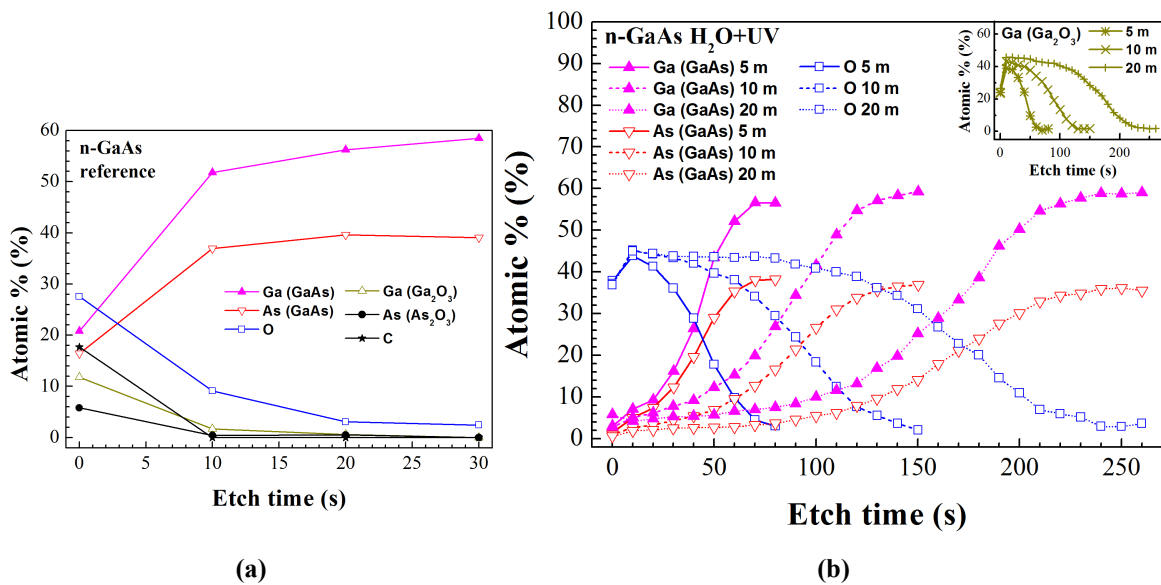 n-GaAs
reference
Ga (GaAs)
As (GaAs)
O
Ga (Ga₂O₃)
As (As₂O₃)
C
Atomic % (%)
60
50
40
30
20
10
0
0 5 10 15 20 25 30
Etch time (s)
(a)
n-GaAs H₂O+UV
Ga (GaAs) 5 m
Ga (GaAs) 10 m
Ga (GaAs) 20 m
As (GaAs) 5 m
As (GaAs) 10 m
As (GaAs) 20 m
O 5 m
O 10 m
O 20 m
Atomic % (%)
100
90
80
70
60
50
40
30
20
10
0
0 50 100 150 200 250
Etch time (s)
Ga (Ga₂O₃)
5 m
10 m
20 m
Atomic % (%)
60
40
20
0
0 100 200
Etch time (s)
(b)